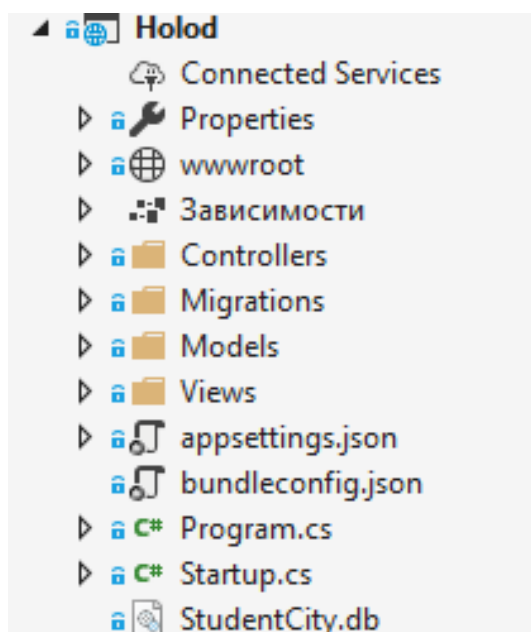 Holod
Connected Services
Properties
wwwroot
Зависимости
Controllers
Migrations
Models
Views
appsettings.json
bundleconfig.json
C# Program.cs
C# Startup.cs
StudentCity.db